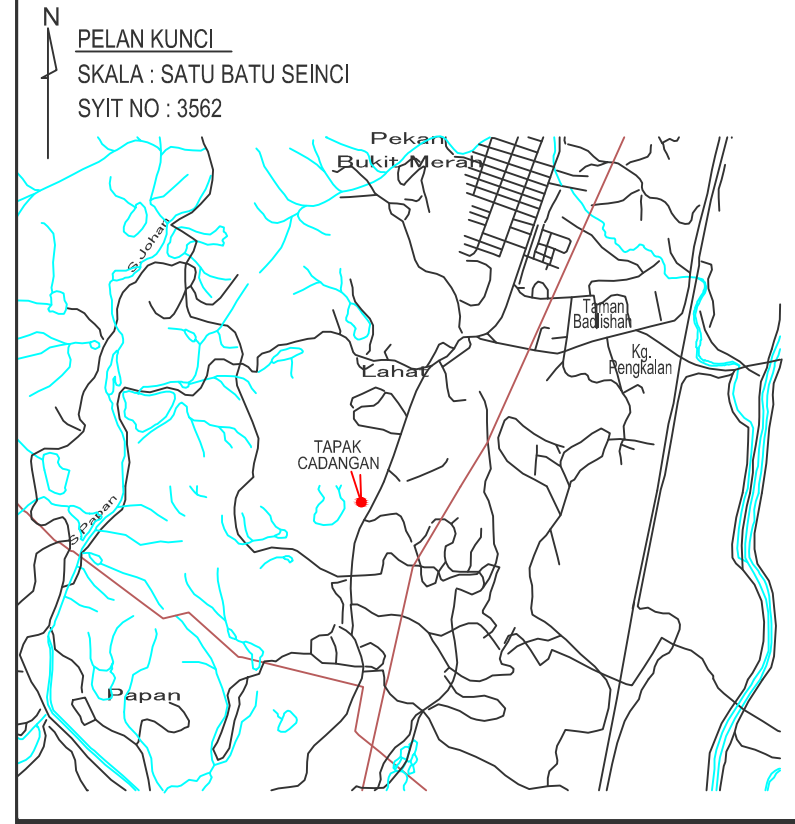 N
PELAN KUNCI
SKALA : SATU BATU SEINCI
SYIT NO : 3562
Pekan
Bukit Merah
S.Johan
Taman
Badlishah
Kg.
Pengkalan
Lahat
TAPAK
CADANGAN
S.Papan
Papan